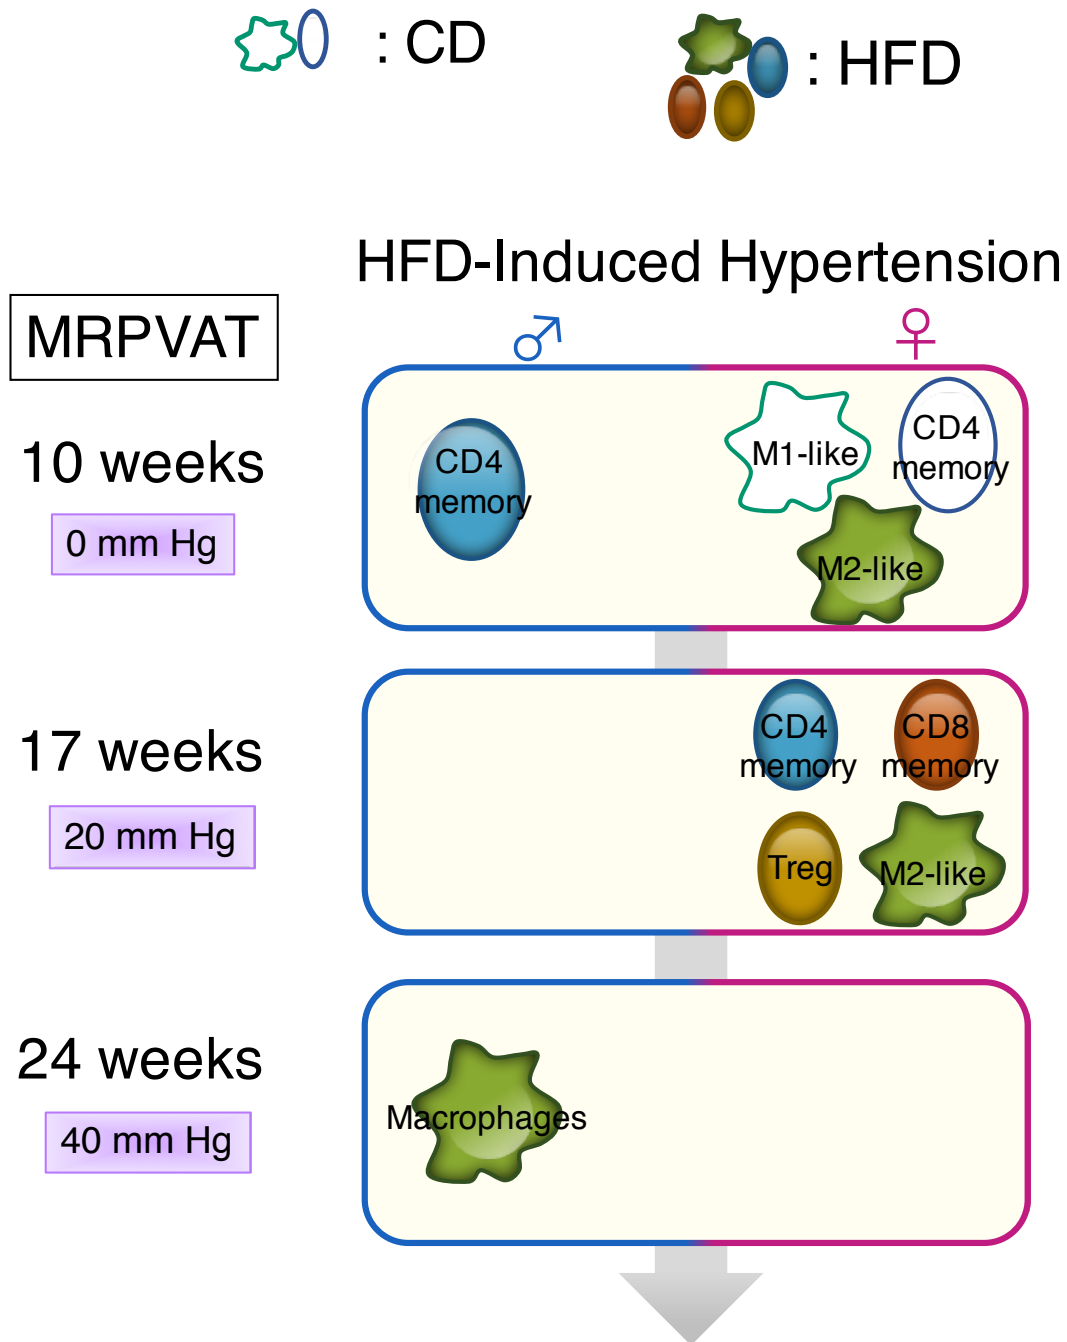 : CD
: HFD
HFD-Induced Hypertension
MRPVAT
♂ ♀
10 weeks
0 mm Hg
CD4
memory
M1-like
CD4
memory
M2-like
17 weeks
20 mm Hg
CD4
memory
CD8
memory
Treg
M2-like
24 weeks
40 mm Hg
Macrophages